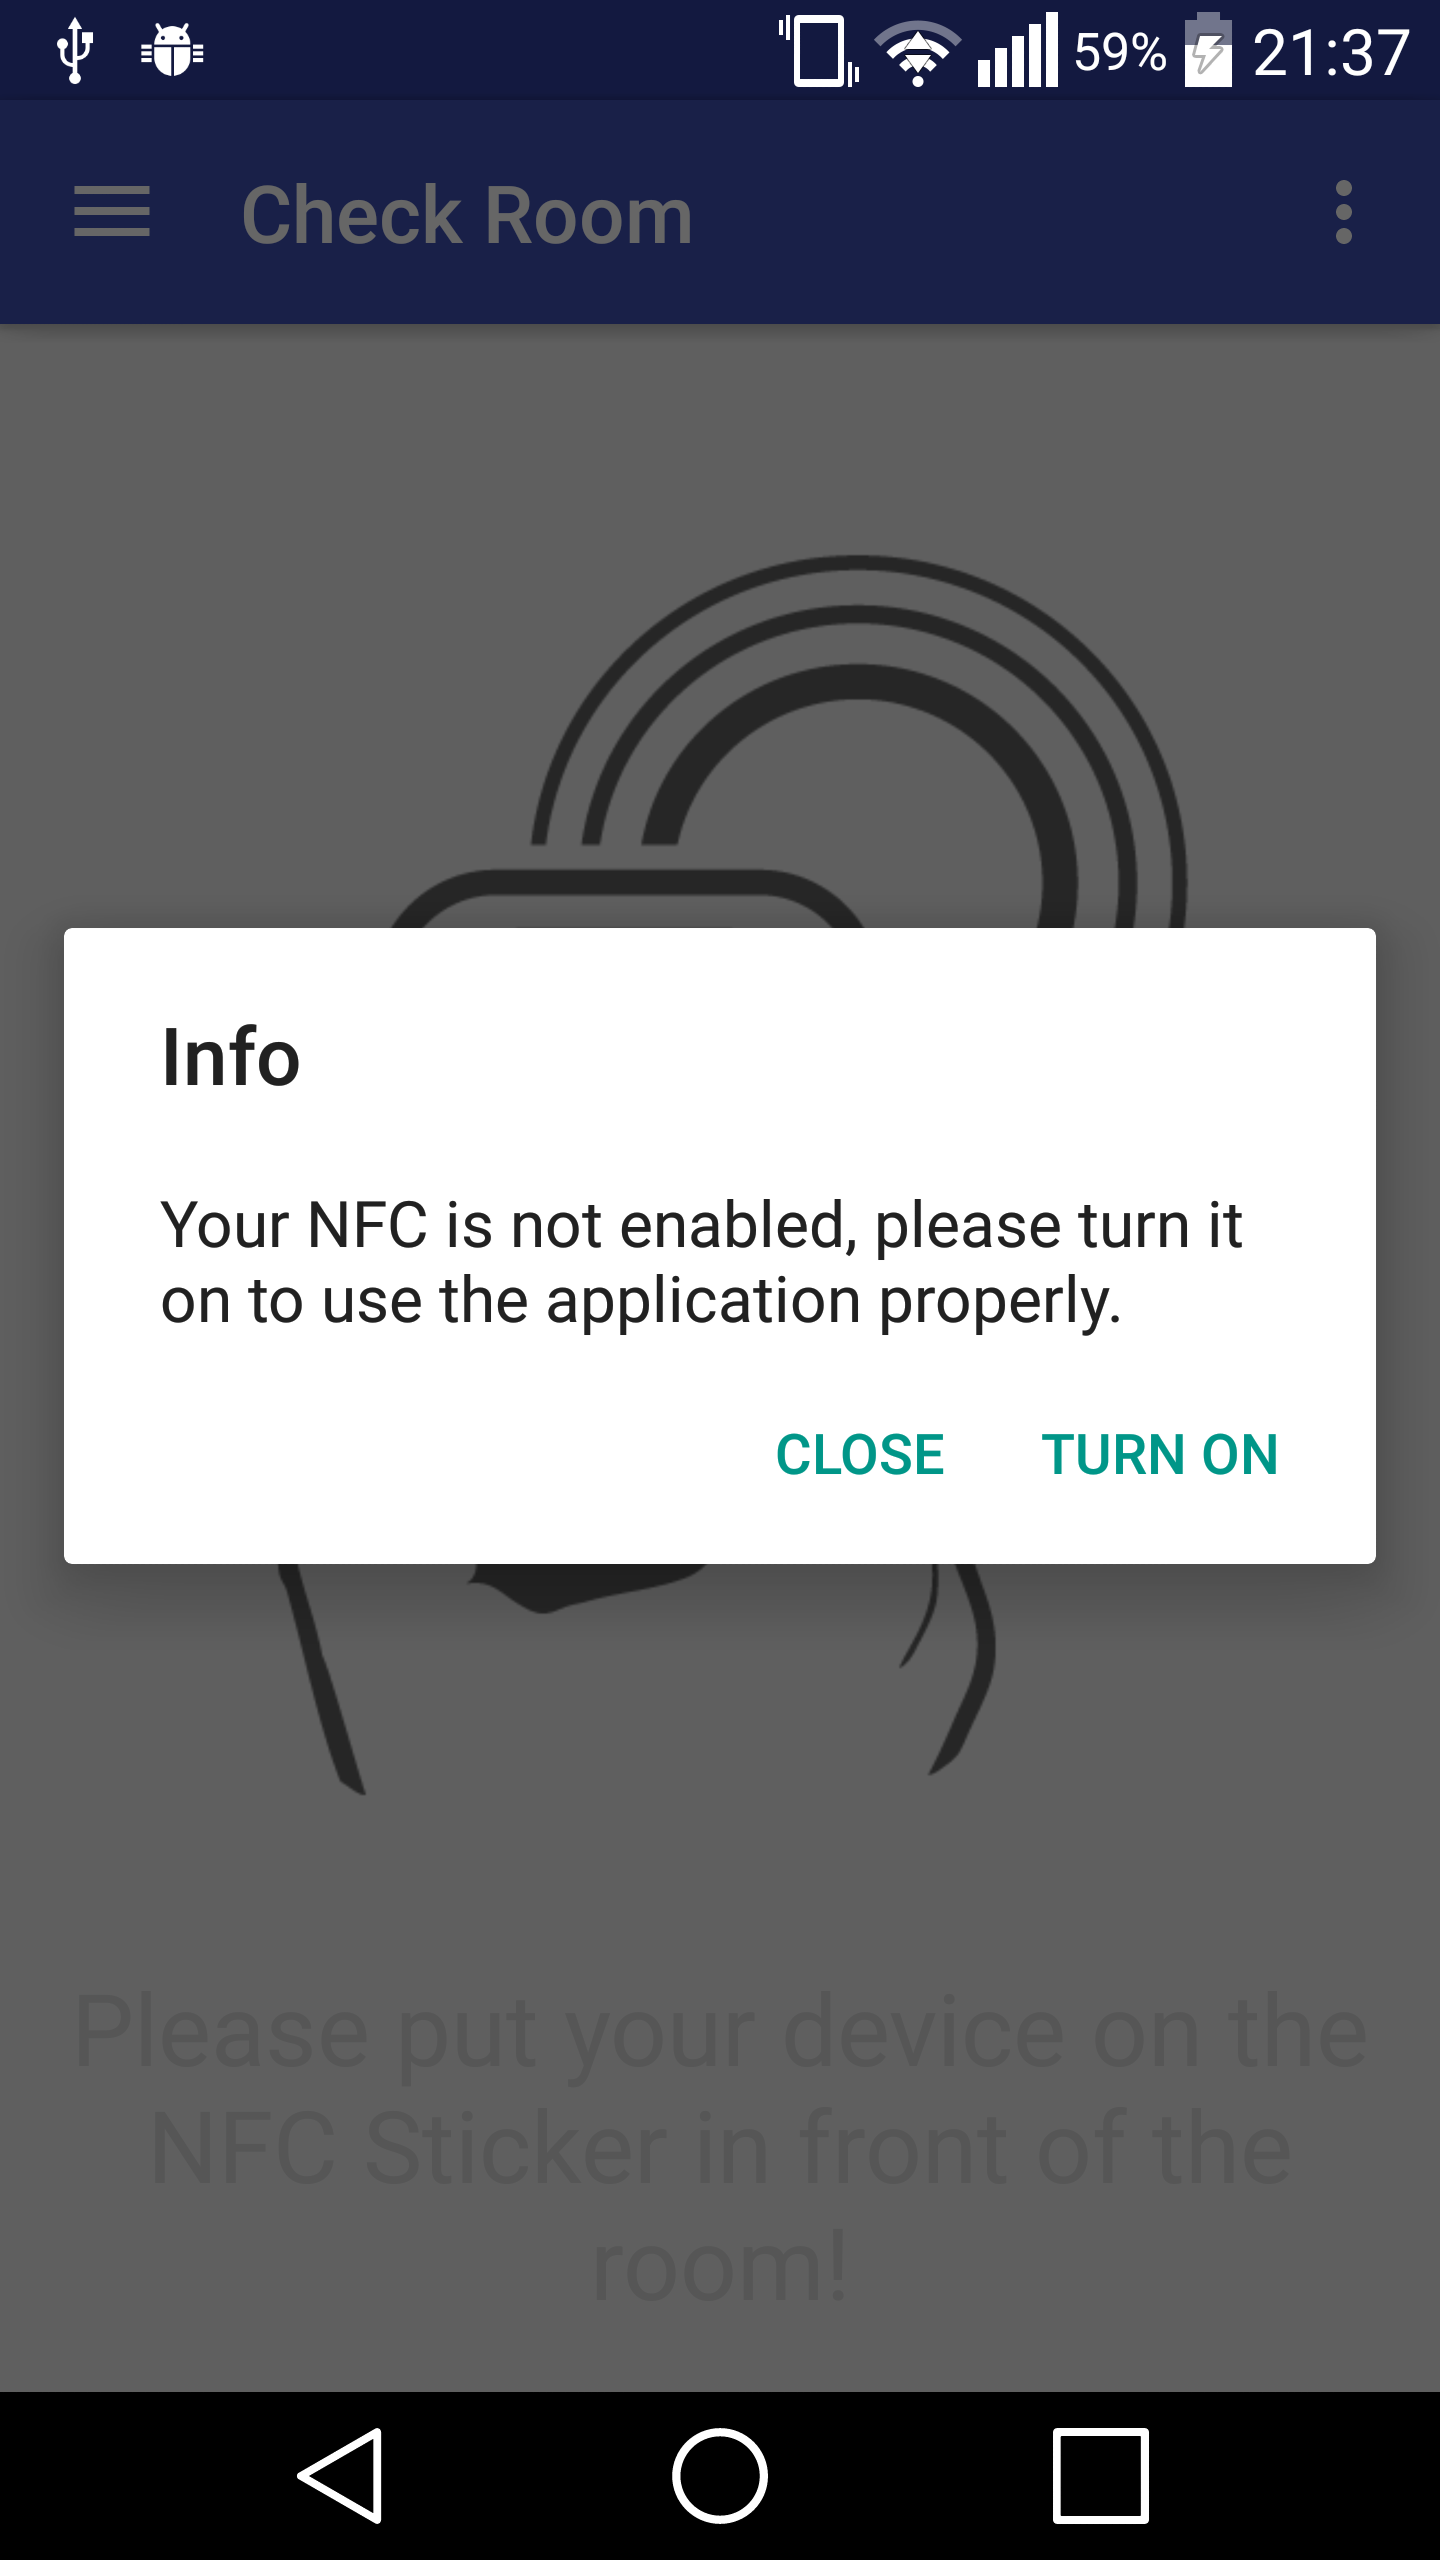 59% 21:37
Check Room
Info
Your NFC is not enabled, please turn it
on to use the application properly.
CLOSE TURN ON
Please put your device on the
NFC Sticker in front of the
room!